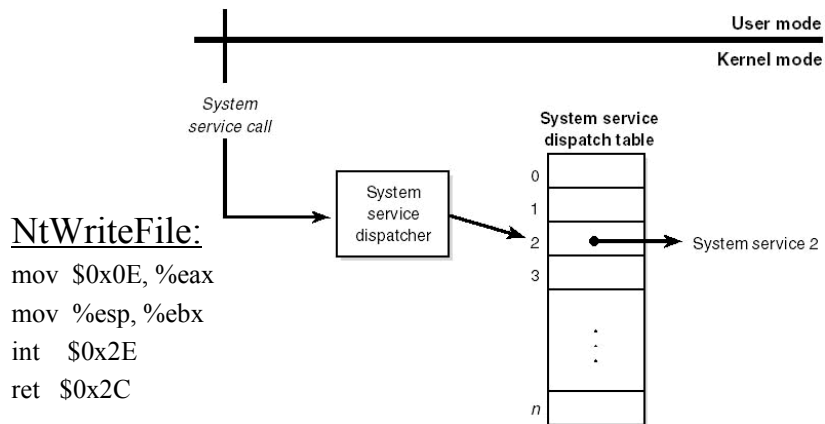 User mode
Kernel mode
System
service call
System service
dispatch table
System
service
dispatcher
0
1
2
3
n
System service 2
NtWriteFile:
mov $0x0E, %eax
mov %esp, %ebx
int $0x2E
ret $0x2C